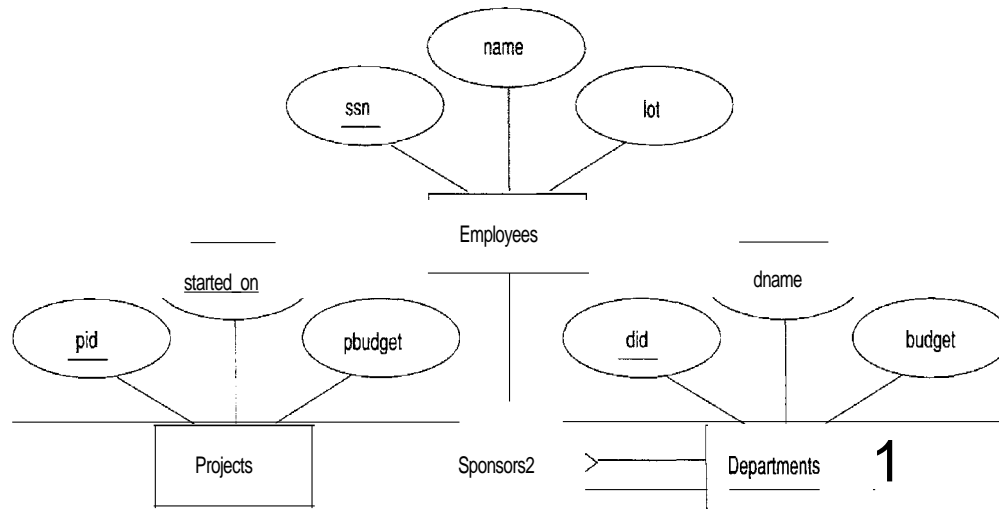 name
ssn
lot
Employees
started_on
dname
pid
pbudget
did
budget
Projects
Sponsors2
Departments
1